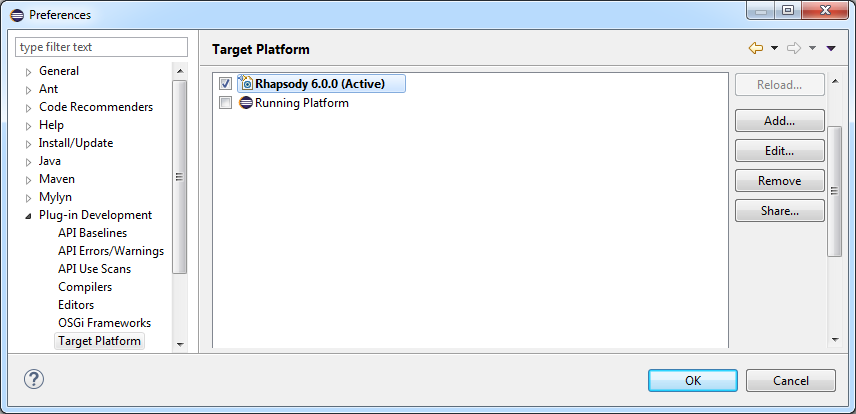 Preferences
type filter text
General
Ant
Code Recommenders
Help
Install/Update
Java
Maven
Mylyn
Plug-in Development
API Baselines
API Errors/Warnings
API Use Scans
Compilers
Editors
OSGi Frameworks
Target Platform
Target Platform
Rhapsody 6.0.0 (Active)
Running Platform
Reload...
Add...
Edit...
Remove
Share...
OK
Cancel